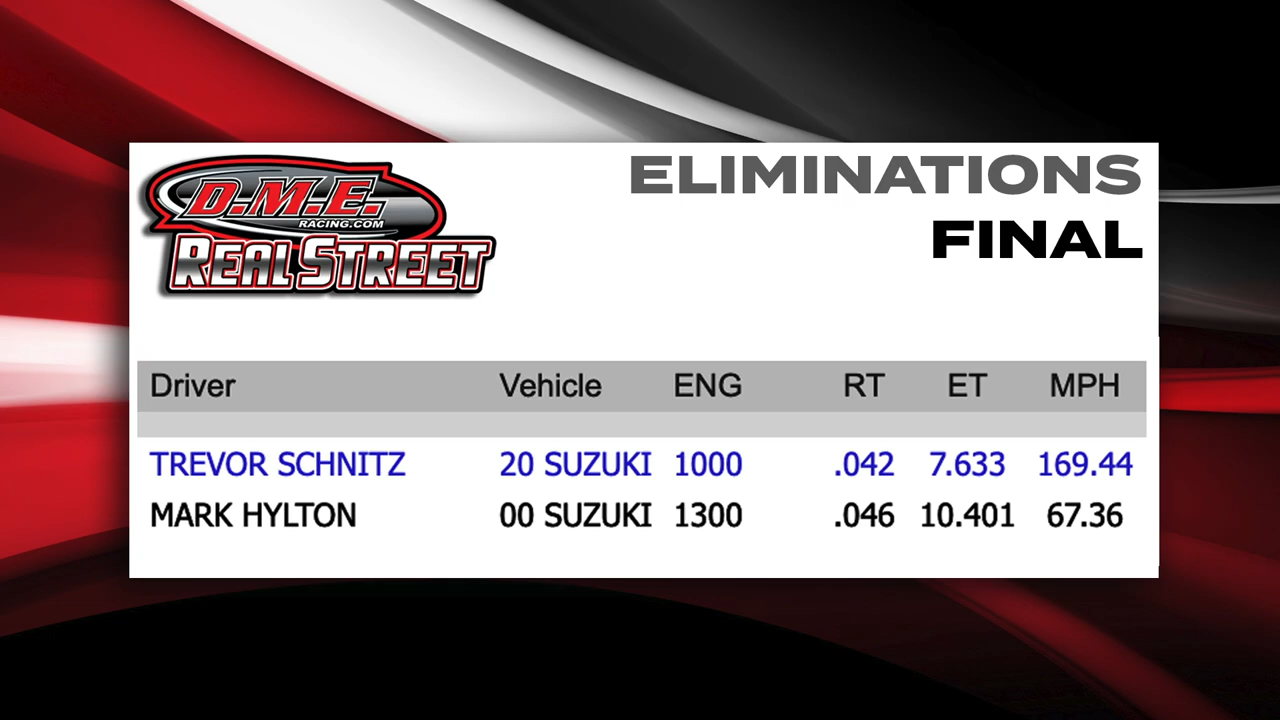 D.M.E.
RACING.COM
REAL STREET
ELIMINATIONS
FINAL
Driver Vehicle ENG RT ET MPH
TREVOR SCHNITZ 20 SUZUKI 1000 .042 7.633 169.44
MARK HYLTON 00 SUZUKI 1300 .046 10.401 67.36